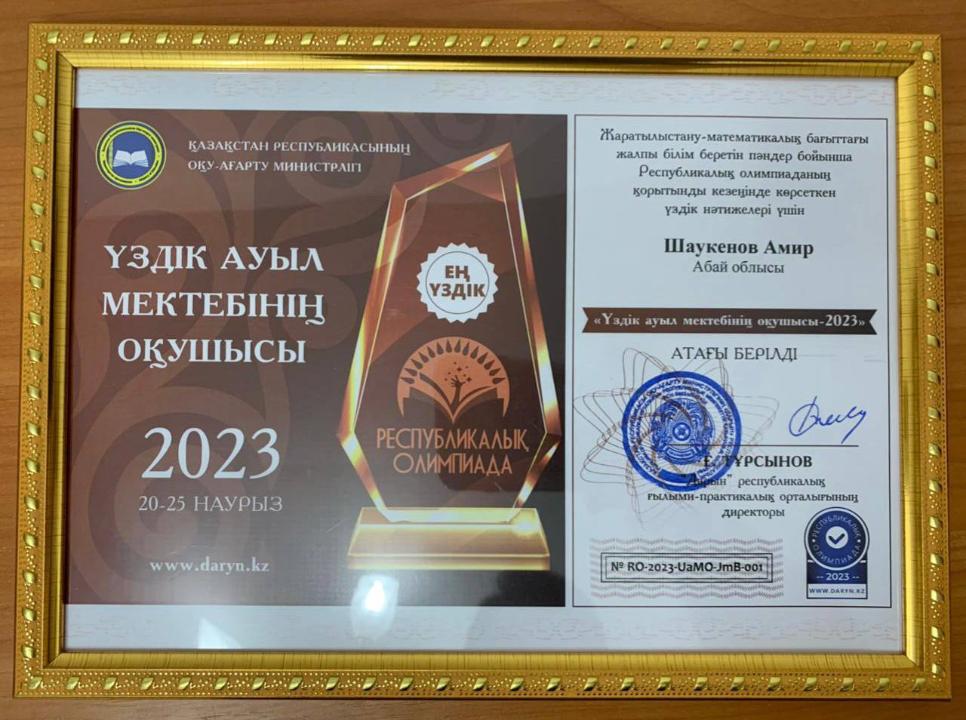 ҚАЗАҚСТАН РЕСПУБЛИКАСЫНЫҢ
ОҚУ-АҒАРТУ МИНИСТРЛІГІ
ҮЗДІК АУЫЛ
МЕКТЕБІНІҢ
ОҚУШЫСЫ
2023
20-25 НАУРЫЗ
www.daryn.kz
ЕҢ
ҮЗДІК
РЕСПУБЛИКАЛЫҚ
ОЛИМПИАДА
Жаратылыстану-математикалық бағыттағы
жалпы білім беретін пәндер бойынша
Республикалық олимпиаданың
қорытынды кезеңінде көрсеткен
үздік нәтижелері үшін
Шаукенов Амир
Абай облысы
«Үздік ауыл мектебінің оқушысы-2023»
АТАҒЫ БЕРІЛДІ
Е. ТҰРСЫНОВ
"Дарын" республикалық
ғылыми-практикалық орталығының
директоры
№ RO-2023-UaMO-JmB-001
РЕСПУБЛИКАЛЫҚ
ОЛИМПИАДА
-- 2023 --
WWW.DARYN.KZ